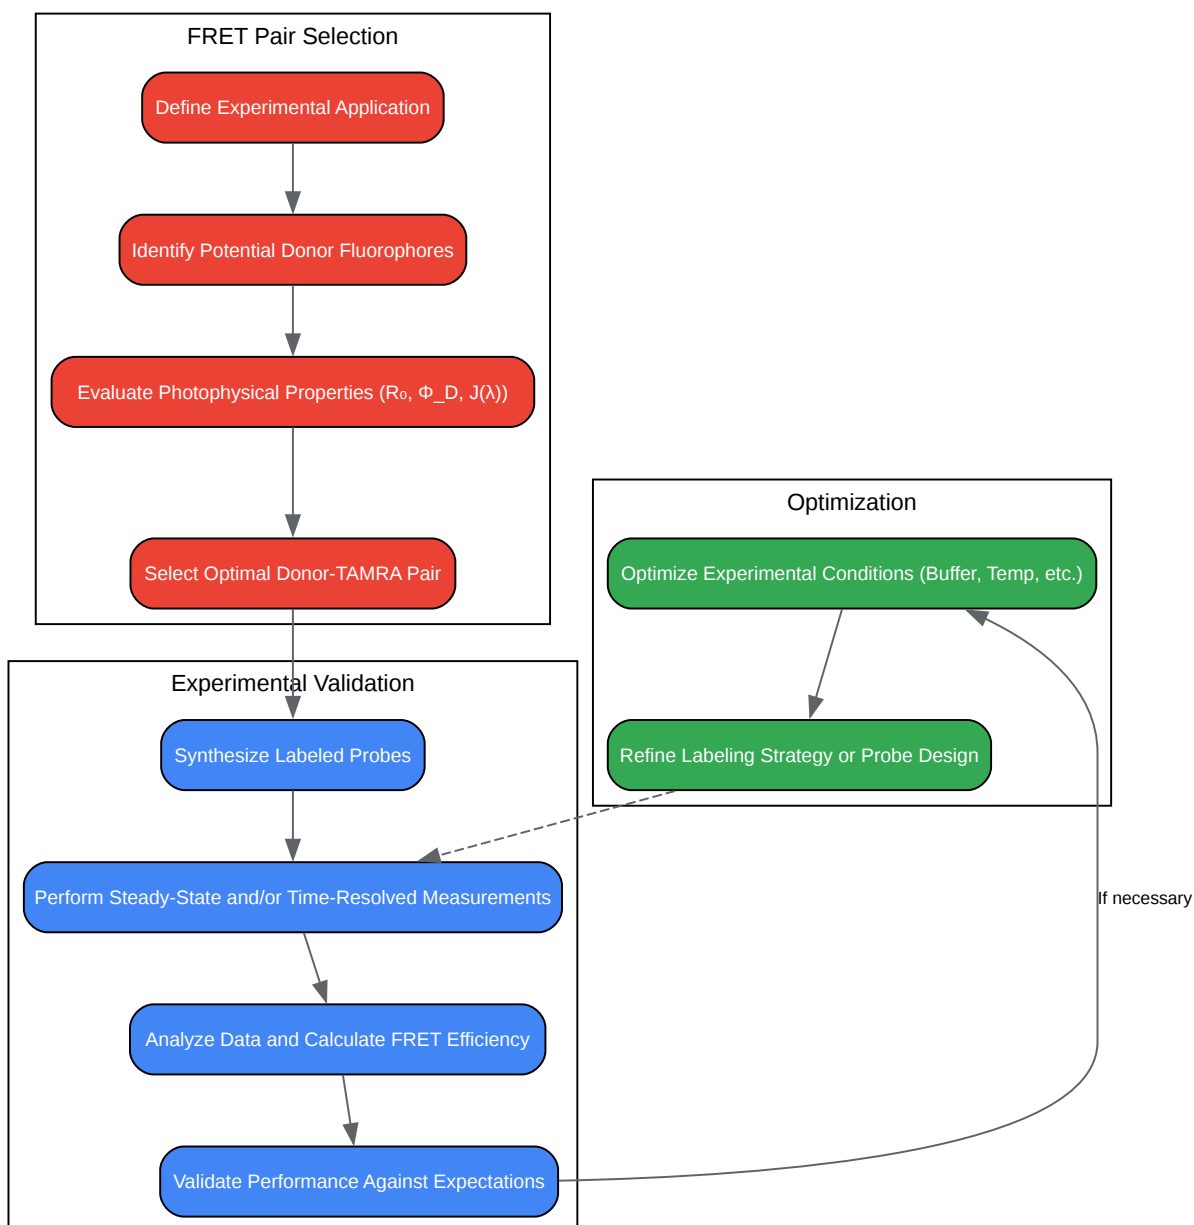 FRET Pair Selection
Define Experimental Application
Identify Potential Donor Fluorophores
Evaluate Photophysical Properties (R₀, Φ_D, J(λ))
Select Optimal Donor-TAMRA Pair
Optimization
Optimize Experimental Conditions (Buffer, Temp, etc.)
Refine Labeling Strategy or Probe Design
Experimental Validation
Synthesize Labeled Probes
Perform Steady-State and/or Time-Resolved Measurements
If necessary
Analyze Data and Calculate FRET Efficiency
Validate Performance Against Expectations